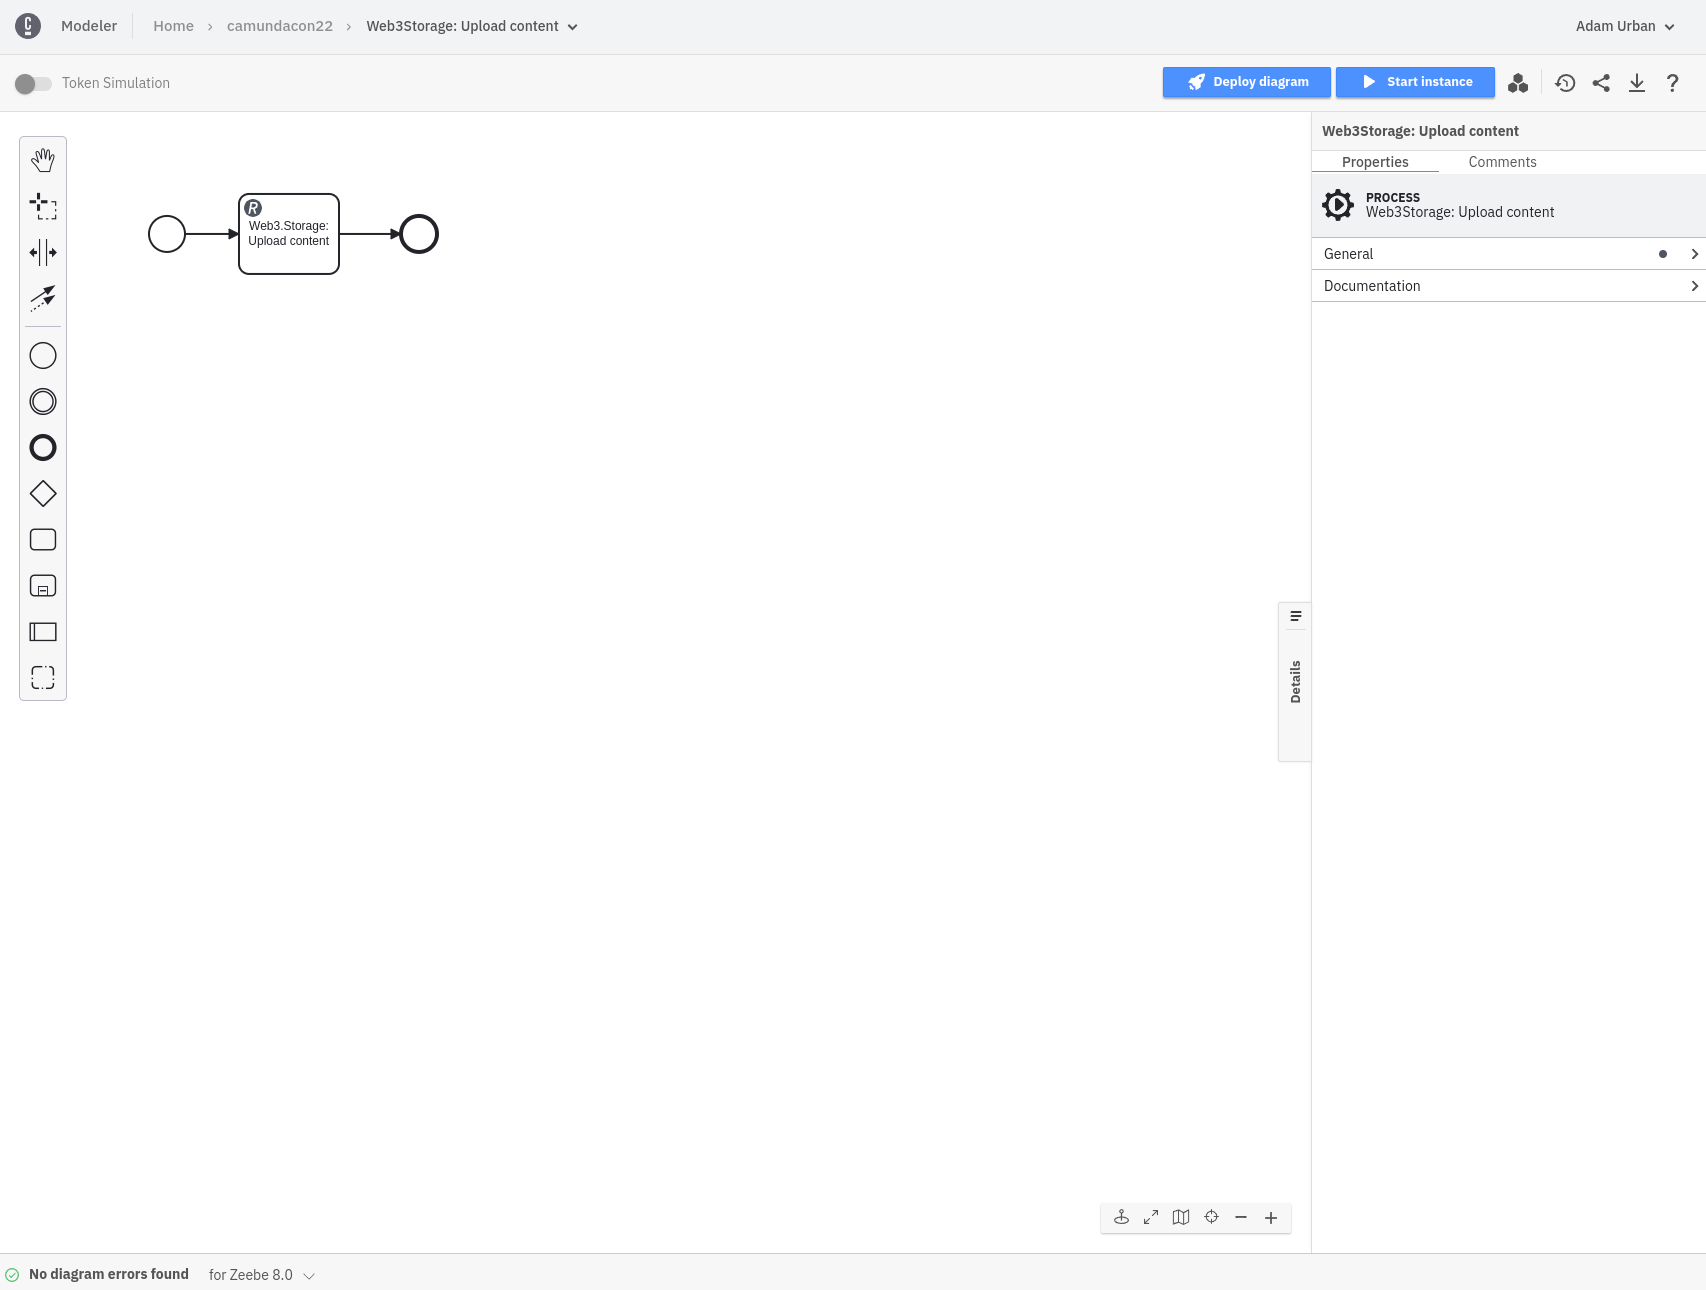 Modeler
Home
camundacon22
Web3Storage: Upload content
Adam Urban
Token Simulation
Deploy diagram
Start instance
?
Web3Storage: Upload content
Properties
Comments
PROCESS
Web3Storage: Upload content
General
Documentation
R
Web3.Storage:
Upload content
Details
No diagram errors found
for Zeebe 8.0